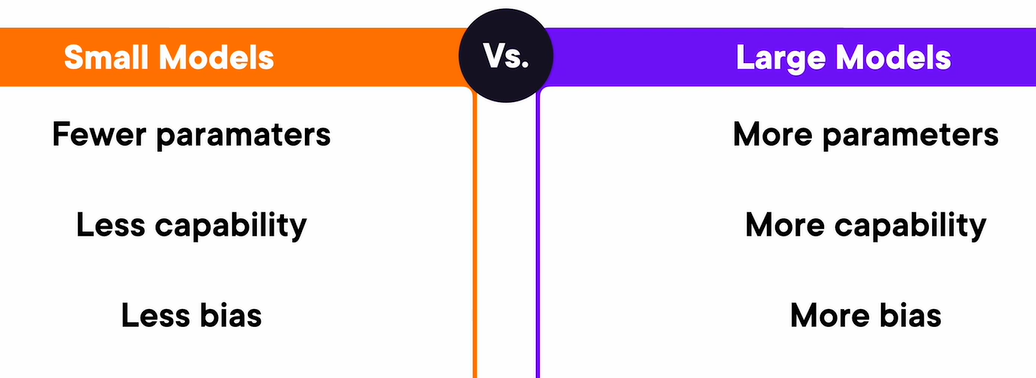 Small Models
Vs.
Large Models
Fewer paramaters
More parameters
Less capability
More capability
Less bias
More bias